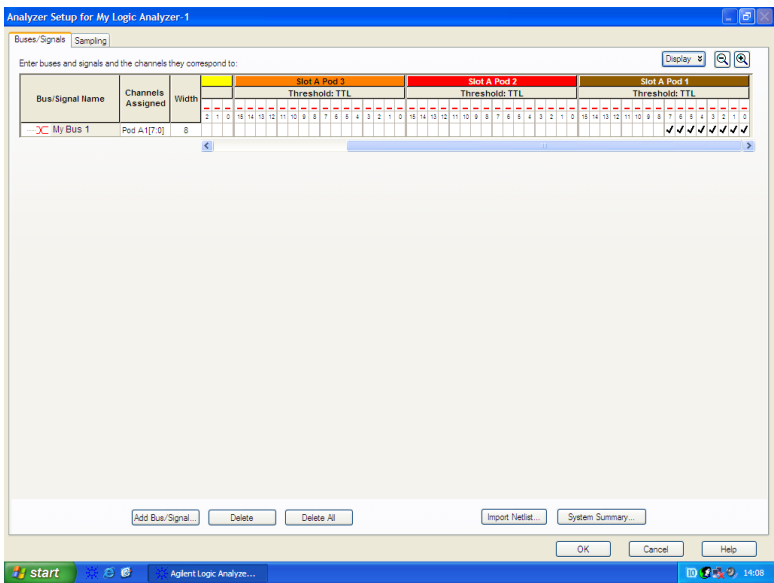 Analyzer Setup for My Logic Analyzer-1
Buses/Signals Sampling
Enter buses and signals and the channels they correspond to:
Display
Bus/Signal Name Channels Assigned Width Slot A Pod 3 Slot A Pod 2 Slot A Pod 1
Threshold: TTL Threshold: TTL Threshold: TTL
2 1 0 15 14 13 12 11 10 9 8 7 6 5 4 3 2 1 0 15 14 13 12 11 10 9 8 7 6 5 4 3 2 1 0 15 14 13 12 11 10 9 8 7 6 5 4 3 2 1 0
My Bus 1 Pod A1[7:0] 8
Add Bus/Signal... Delete Delete All Import Netlist... System Summary...
OK Cancel Help
start Agilent Logic Analyze... 14:08